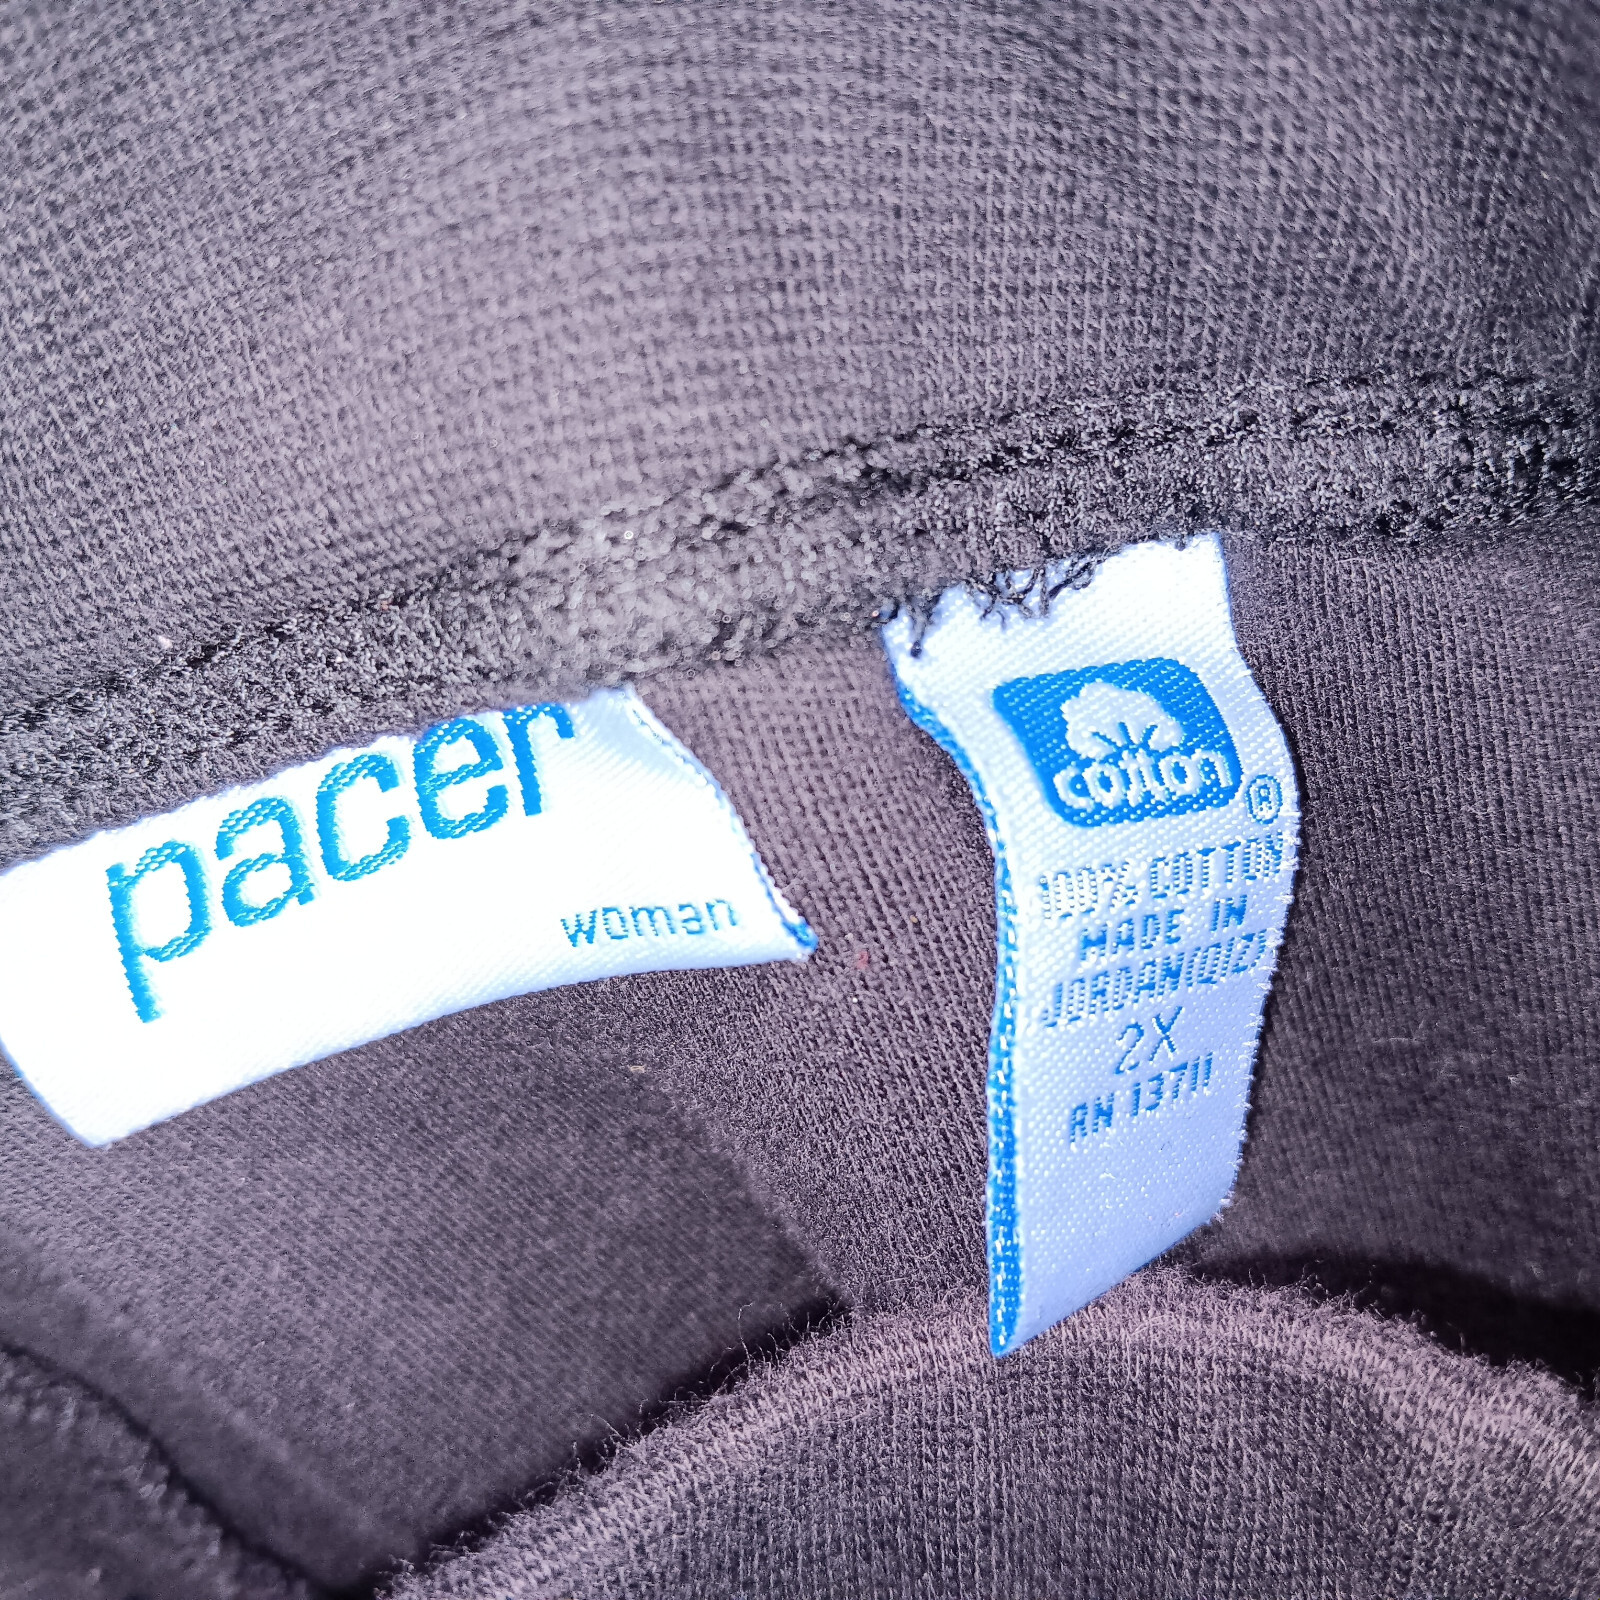 pacer
woman
cotton
®
100% COTTON
MADE IN
JORDAN(QIZ)
2X
RN 13711